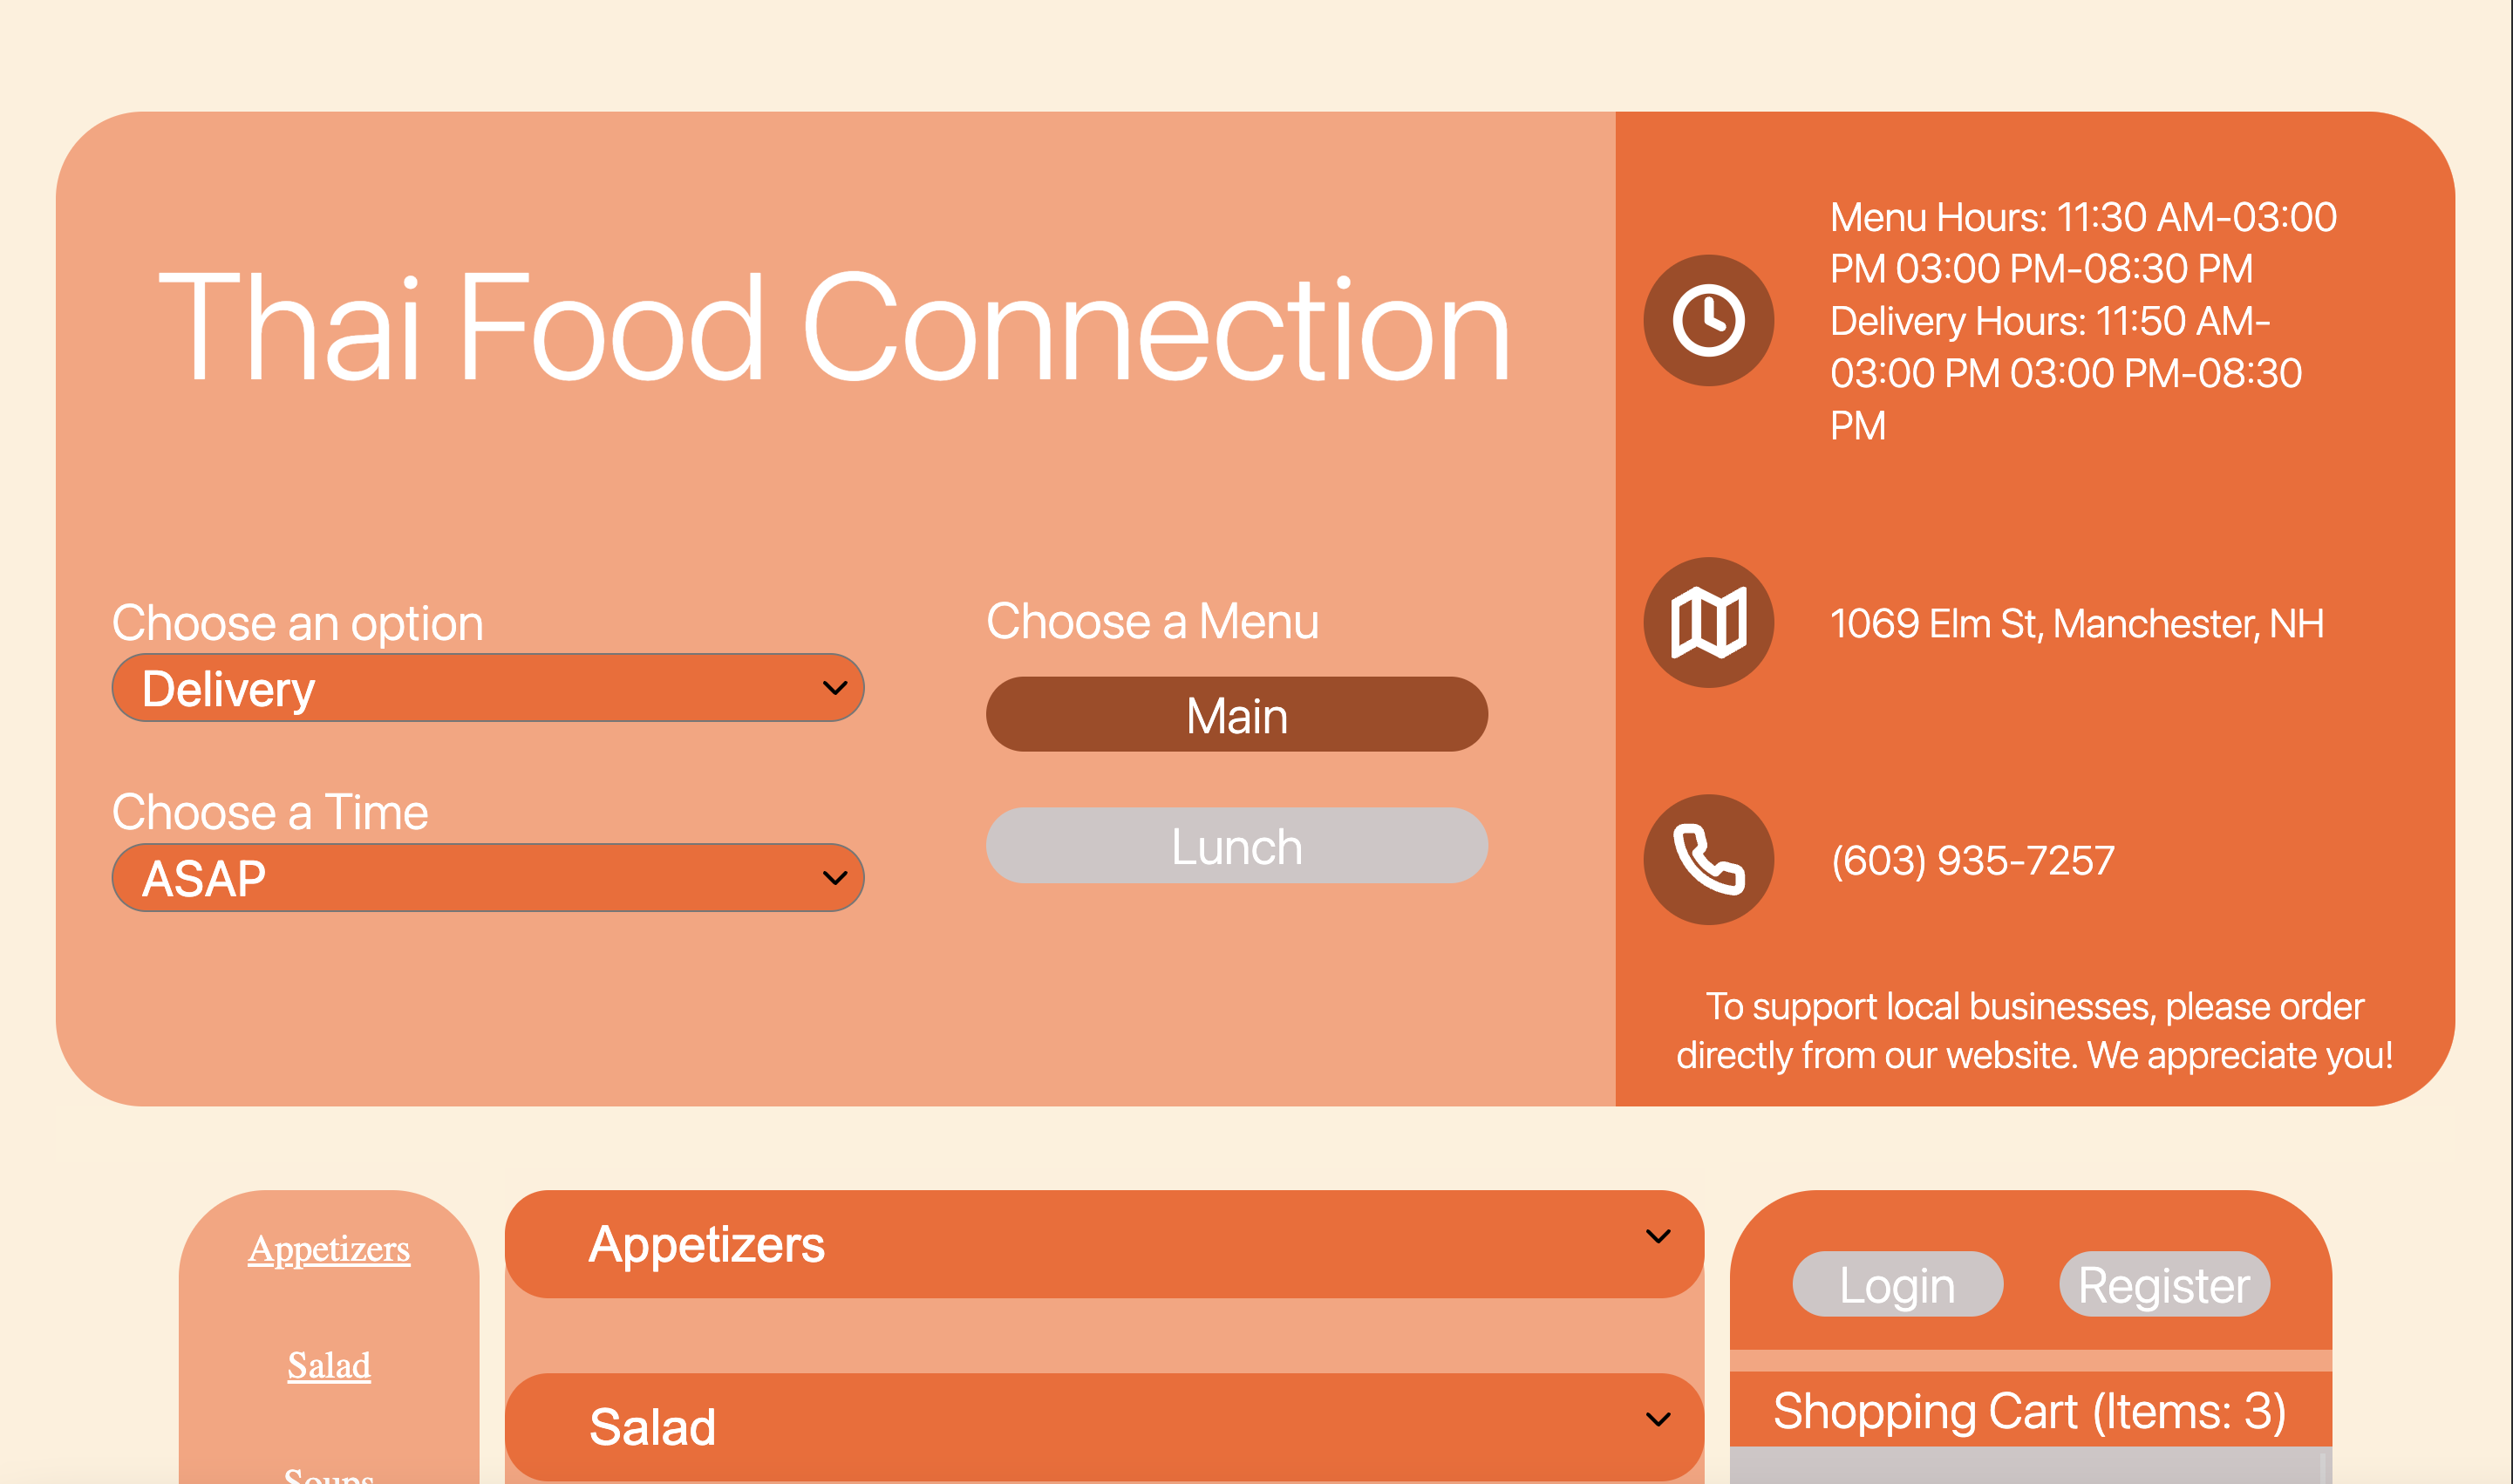 Thai Food Connection
Choose an option
Delivery
Choose a Time
ASAP
Choose a Menu
Main
Lunch
Menu Hours: 11:30 AM-03:00
PM 03:00 PM-08:30 PM
Delivery Hours: 11:50 AM-
03:00 PM 03:00 PM-08:30
PM
1069 Elm St, Manchester, NH
(603) 935-7257
To support local businesses, please order
directly from our website. We appreciate you!
Appetizers
Salad
Soups
Appetizers
Salad
Login
Register
Shopping Cart (Items: 3)